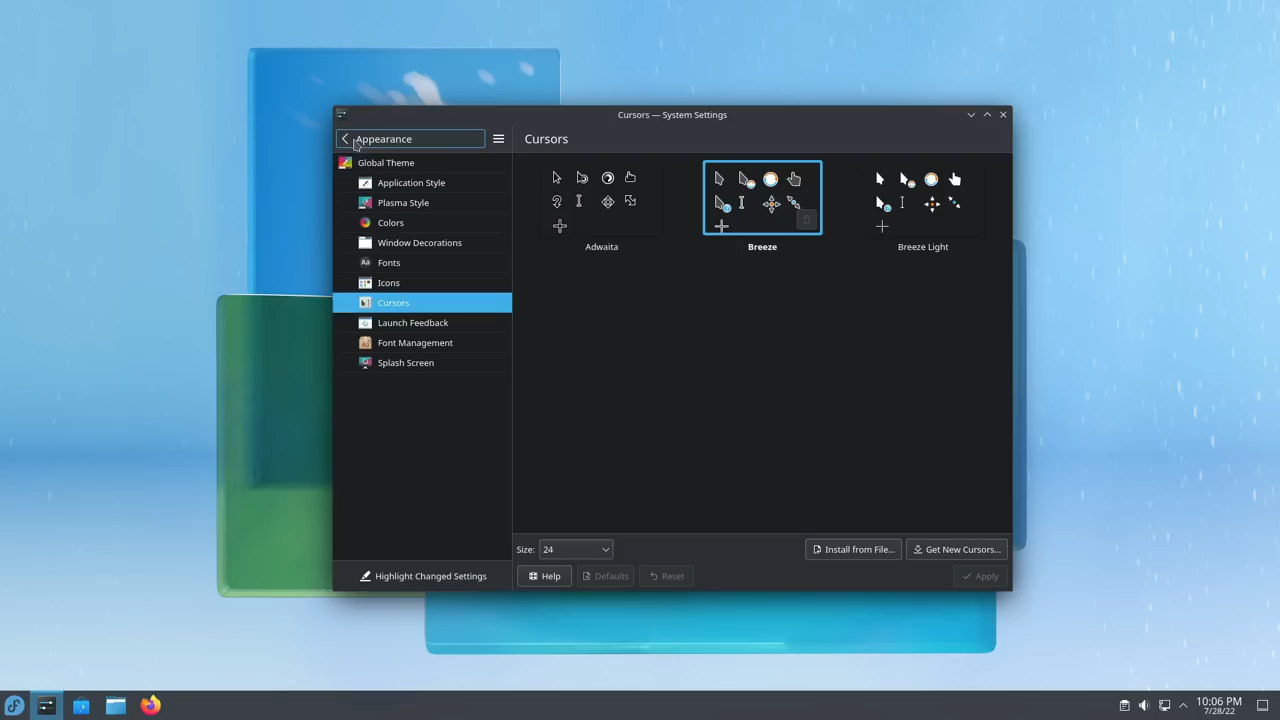 Cursors — System Settings
Appearance
Cursors
Global Theme
Application Style
Plasma Style
Colors
Window Decorations
Aa Fonts
Icons
Cursors
Launch Feedback
Font Management
Splash Screen
Adwaita
Breeze
Breeze Light
Size: 24
Install from File...
Get New Cursors...
Highlight Changed Settings
Help
Defaults
Reset
Apply
10:06 PM
7/28/22